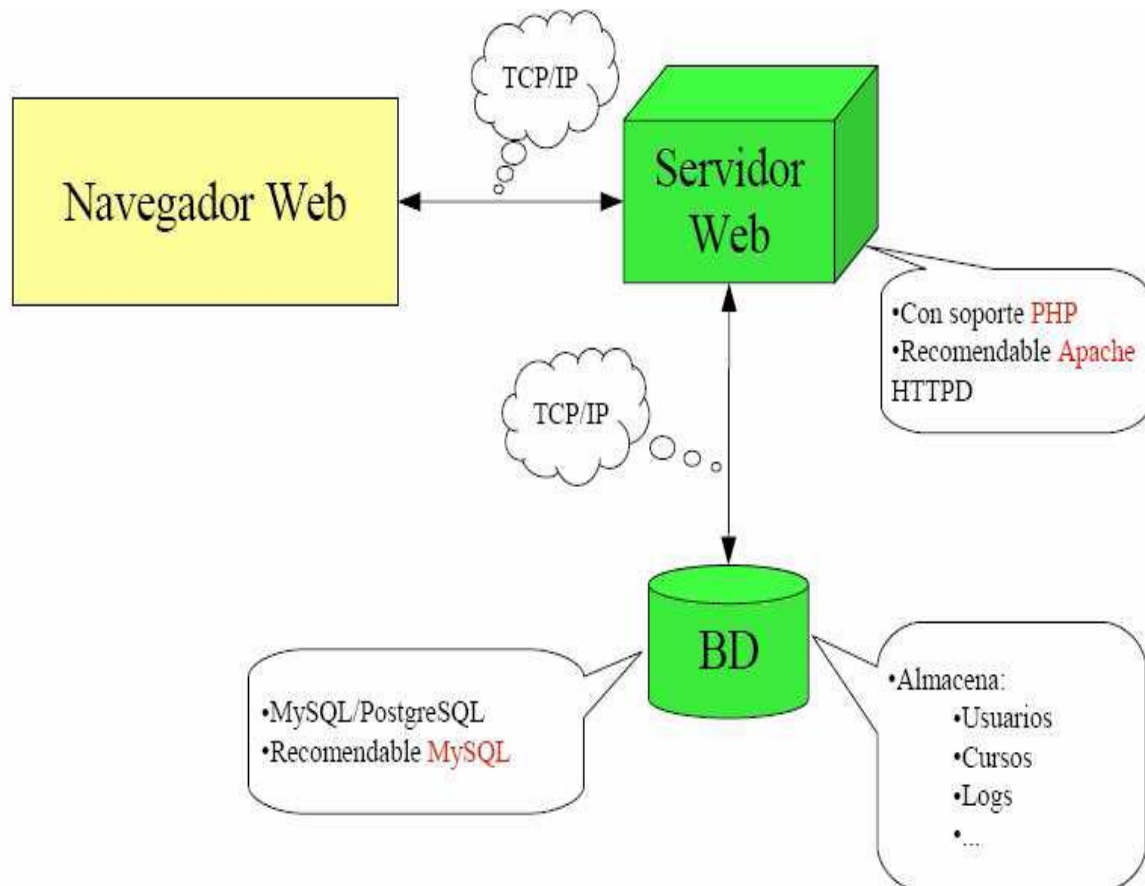 TCP/IP
Navegador Web
Servidor
Web
•Con soporte PHP
•Recomendable Apache
HTTPD
TCP/IP
BD
•MySQL/PostgreSQL
•Recomendable MySQL
•Almacena:
•Usuarios
•Cursos
•Logs
•...